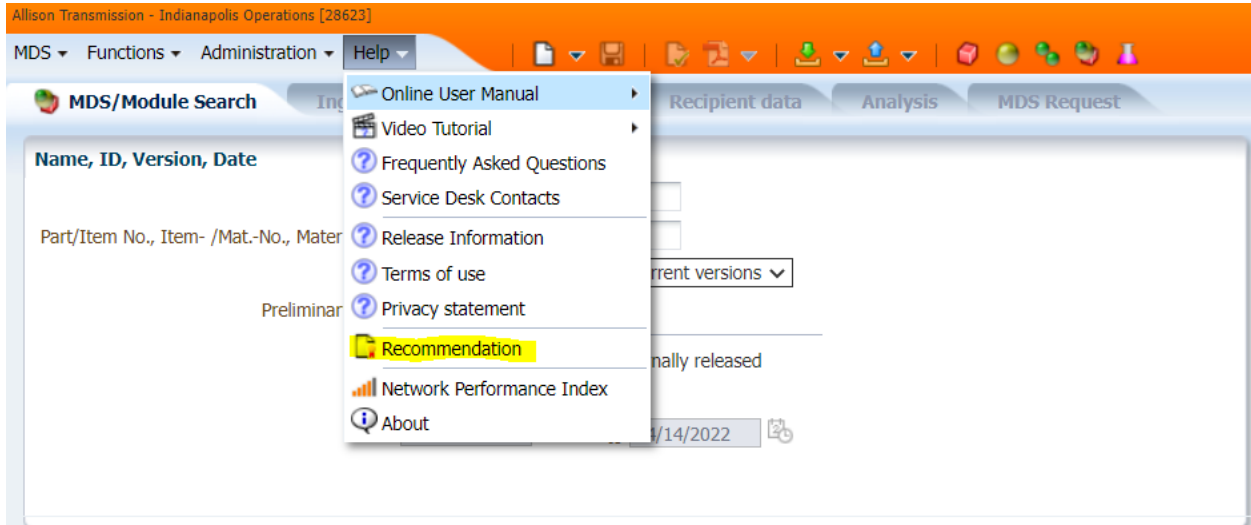 Allison Transmission - Indianapolis Operations [28623]
MDS Functions Administration Help
MDS/Module Search Ing Recipient data Analysis MDS Request
Online User Manual
Video Tutorial
Name, ID, Version, Date
Frequently Asked Questions
Service Desk Contacts
Part/Item No., Item- /Mat.-No., Mater
Release Information
Terms of use
rrent versions
Preliminar
Privacy statement
Recommendation
nally released
Network Performance Index
About
/14/2022